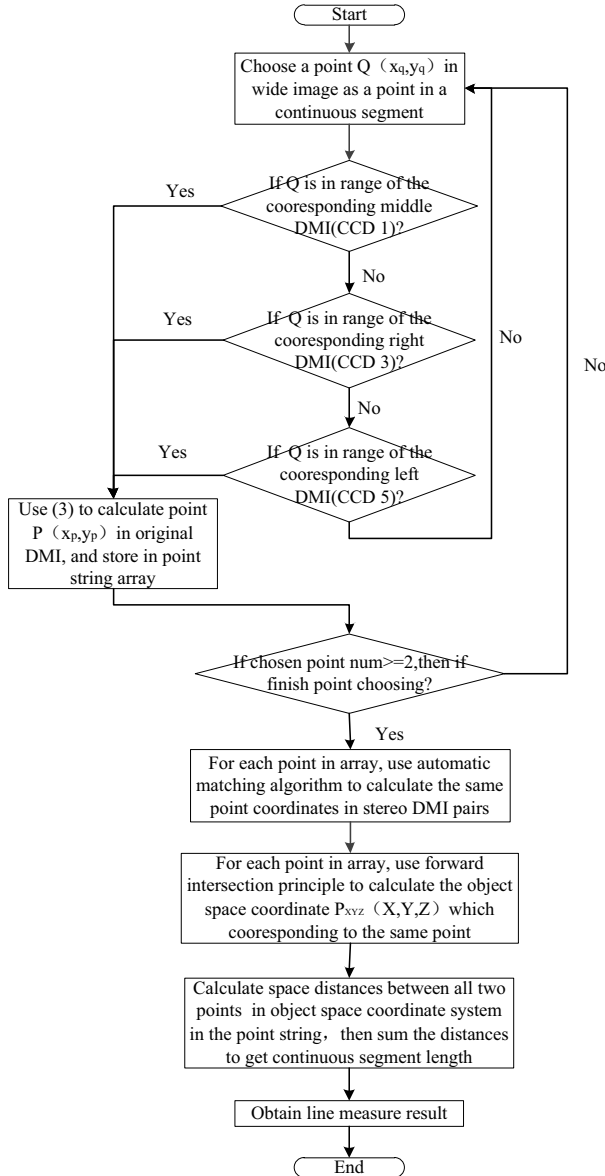 Start
Choose a point Q（xq,yq）in
wide image as a point in a
continuous segment
If Q is in range of the
cooresponding middle
DMI(CCD 1)?
Yes
No
If Q is in range of the
cooresponding right
DMI(CCD 3)?
Yes
No
No
No
If Q is in range of the
cooresponding left
DMI(CCD 5)?
Yes
Use (3) to calculate point
P（xp,yp）in original
DMI, and store in point
string array
If chosen point num>=2,then if
finish point choosing?
Yes
For each point in array, use automatic
matching algorithm to calculate the same
point coordinates in stereo DMI pairs
For each point in array, use forward
intersection principle to calculate the object
space coordinate PXYZ（X,Y,Z）which
cooresponding to the same point
Calculate space distances between all two
points in object space coordinate system
in the point string，then sum the distances
to get continuous segment length
Obtain line measure result
End